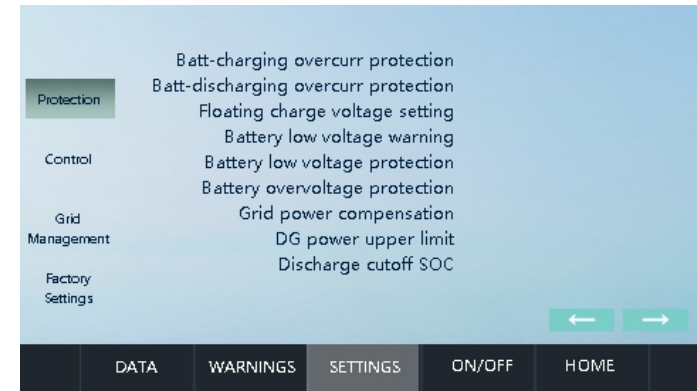 Batt-charging overcurr protection
Batt-discharging overcurr protection
Floating charge voltage setting
Battery low voltage warning
Battery low voltage protection
Battery overvoltage protection
Grid power compensation
DG power upper limit
Discharge cutoff SOC
Protection
Control
Grid
Management
Factory
Settings
← →
DATA WARNINGS SETTINGS ON/OFF HOME